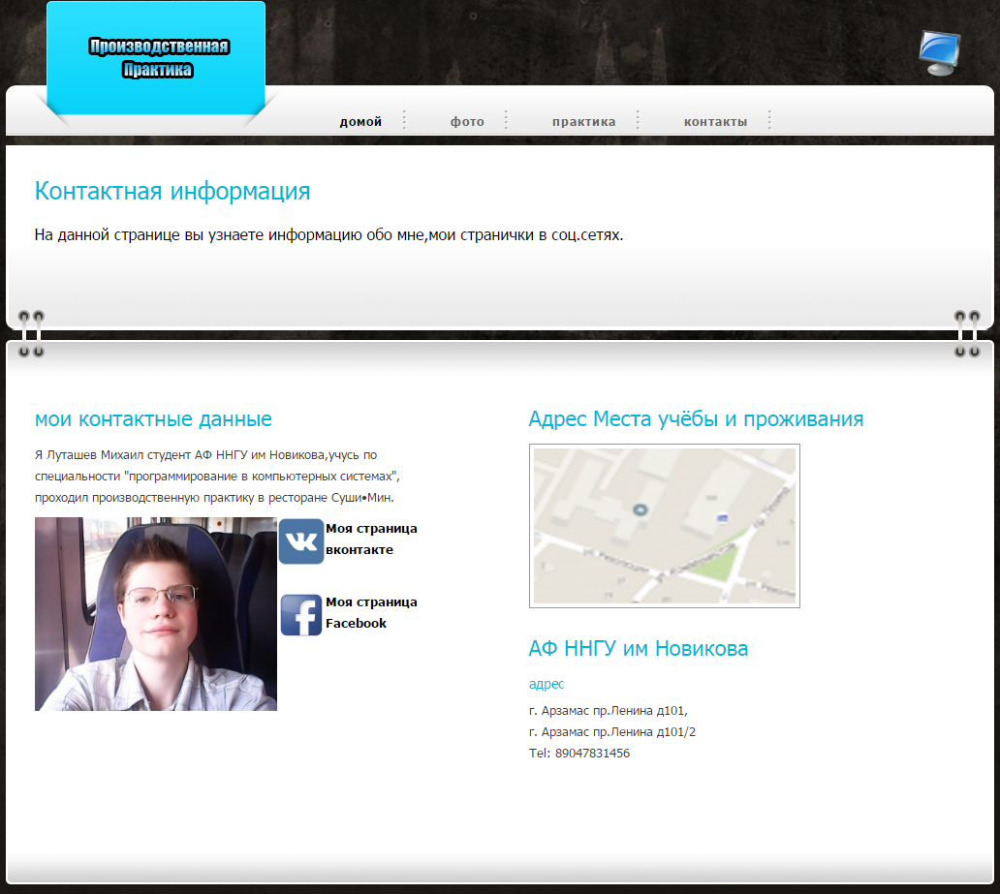 Производственная
Практика
домой
фото
практика
контакты
Контактная информация
На данной странице вы узнаете информацию обо мне,мои странички в соц.сетях.
мои контактные данные
Я Луташев Михаил студент АФ ННГУ им Новикова,учусь по
специальности "программирование в компьютерных системах",
проходил производственную практику в ресторане Суши•Мин.
Моя страница
вконтакте
Моя страница
Facebook
Адрес Места учёбы и проживания
АФ ННГУ им Новикова
адрес
г. Арзамас пр.Ленина д101,
г. Арзамас пр.Ленина д101/2
Tel: 89047831456